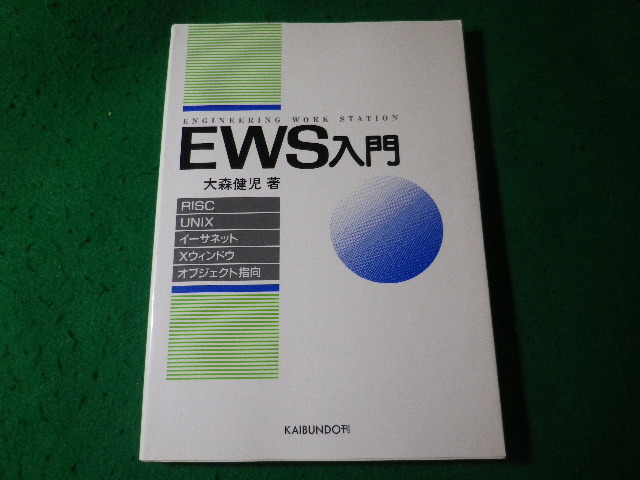 ENGINEERING WORK STATION
EWS入門
大森健児 著
RISC
UNIX
イーサネット
Xウィンドウ
オブジェクト指向
KAIBUNDO刊